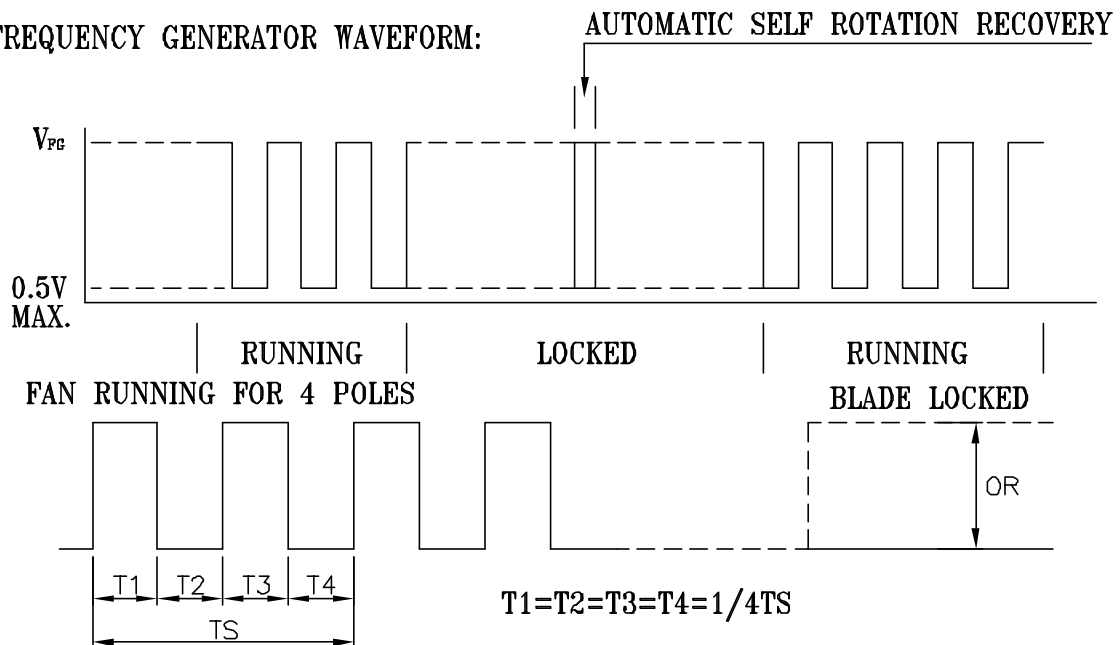 FREQUENCY GENERATOR WAVEFORM:
AUTOMATIC SELF ROTATION RECOVERY
VFG
0.5V
MAX.
RUNNING
LOCKED
RUNNING
FAN RUNNING FOR 4 POLES
BLADE LOCKED
OR
T1
T2
T3
T4
TS
T1=T2=T3=T4=1/4TS